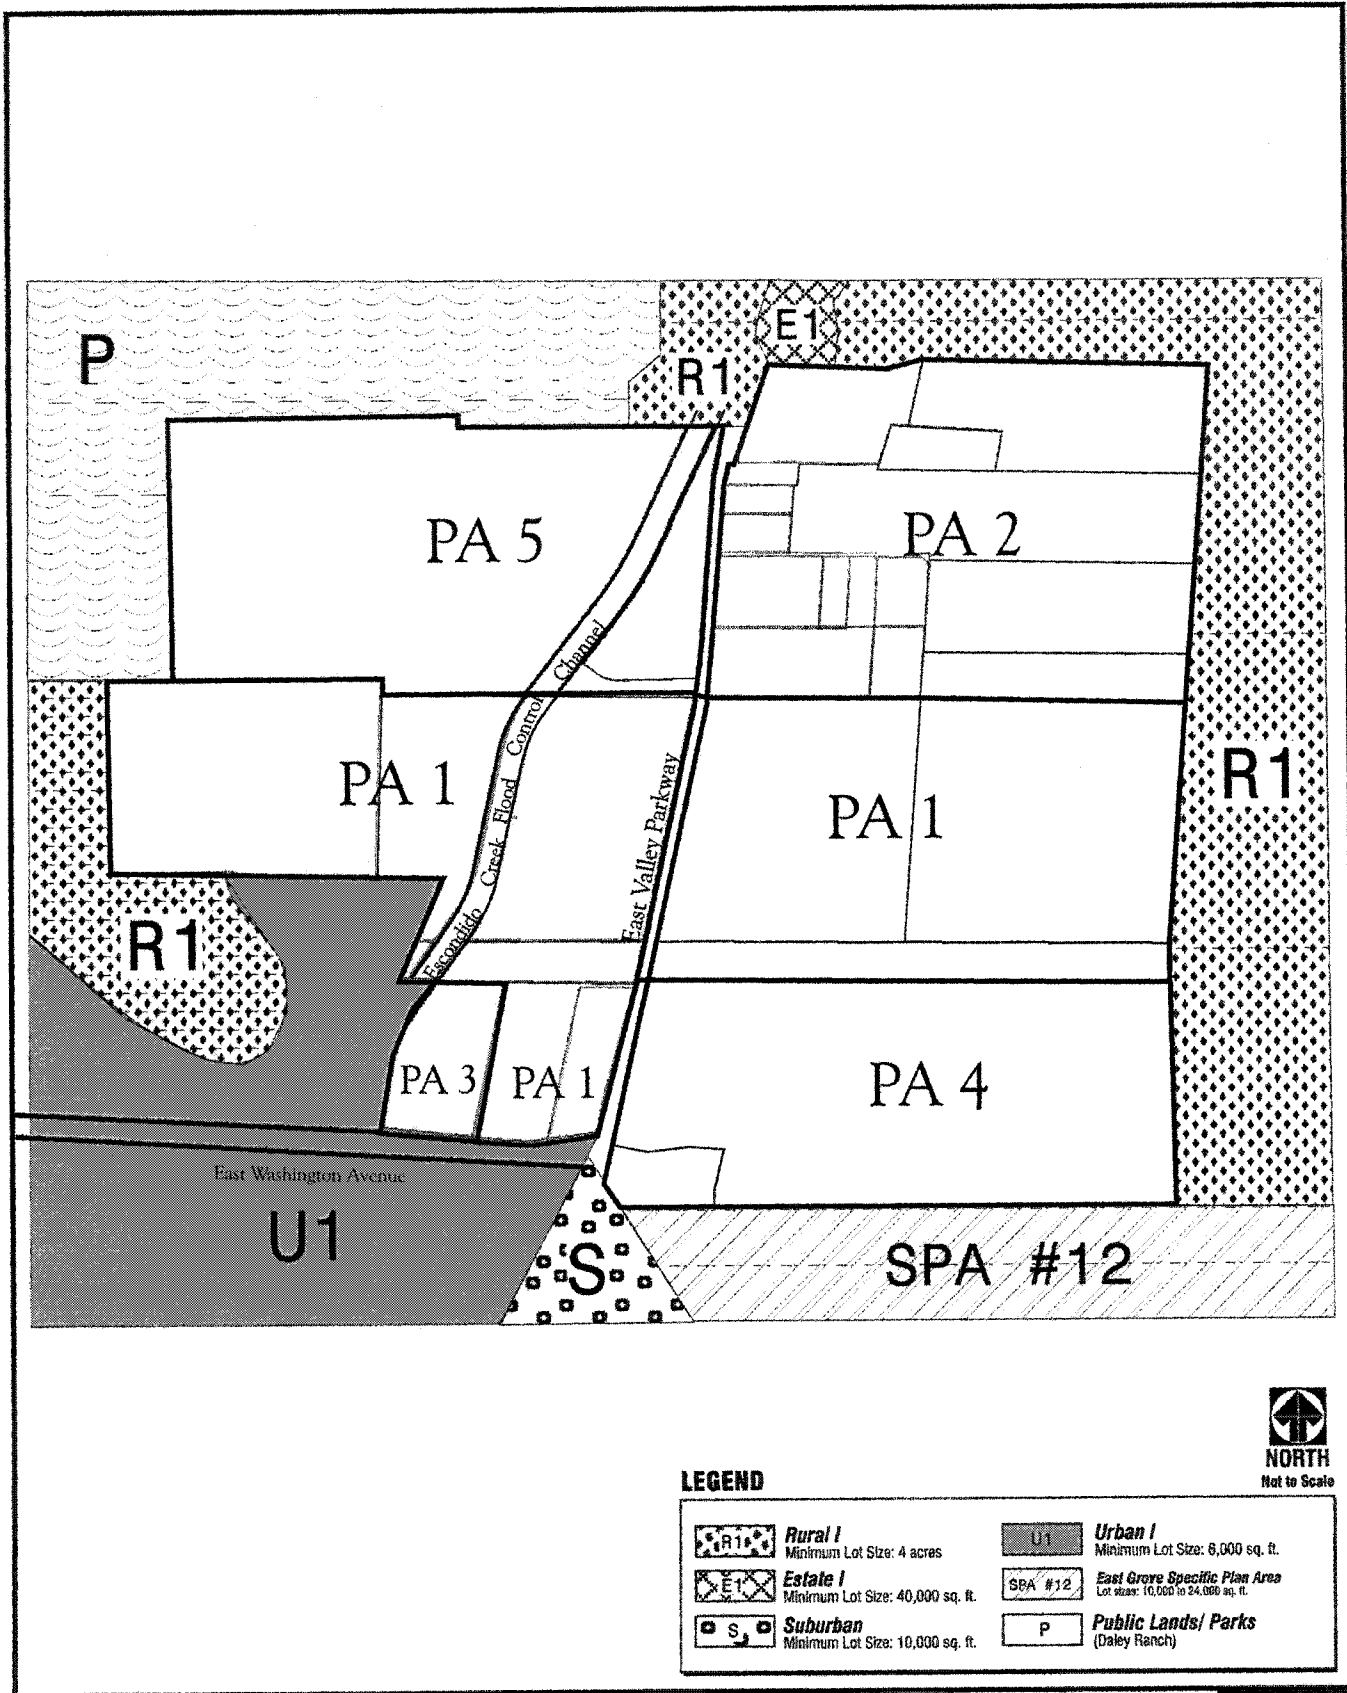 P
E1
R1
PA 5
PA 2
Channel
Control
Flood
Creek
Escondido
East Valley Parkway
PA 1
PA 1
R1
R1
PA 3
PA 1
PA 4
East Washington Avenue
U1
S
SPA #12
NORTH
Not to Scale
LEGEND
R1 Rural I
Minimum Lot Size: 4 acres
E1 Estate I
Minimum Lot Size: 40,000 sq. ft.
S Suburban
Minimum Lot Size: 10,000 sq. ft.
U1 Urban I
Minimum Lot Size: 6,000 sq. ft.
SPA #12 East Grove Specific Plan Area
Lot sizes: 10,000 to 24,000 sq. ft.
P Public Lands/ Parks
(Daley Ranch)